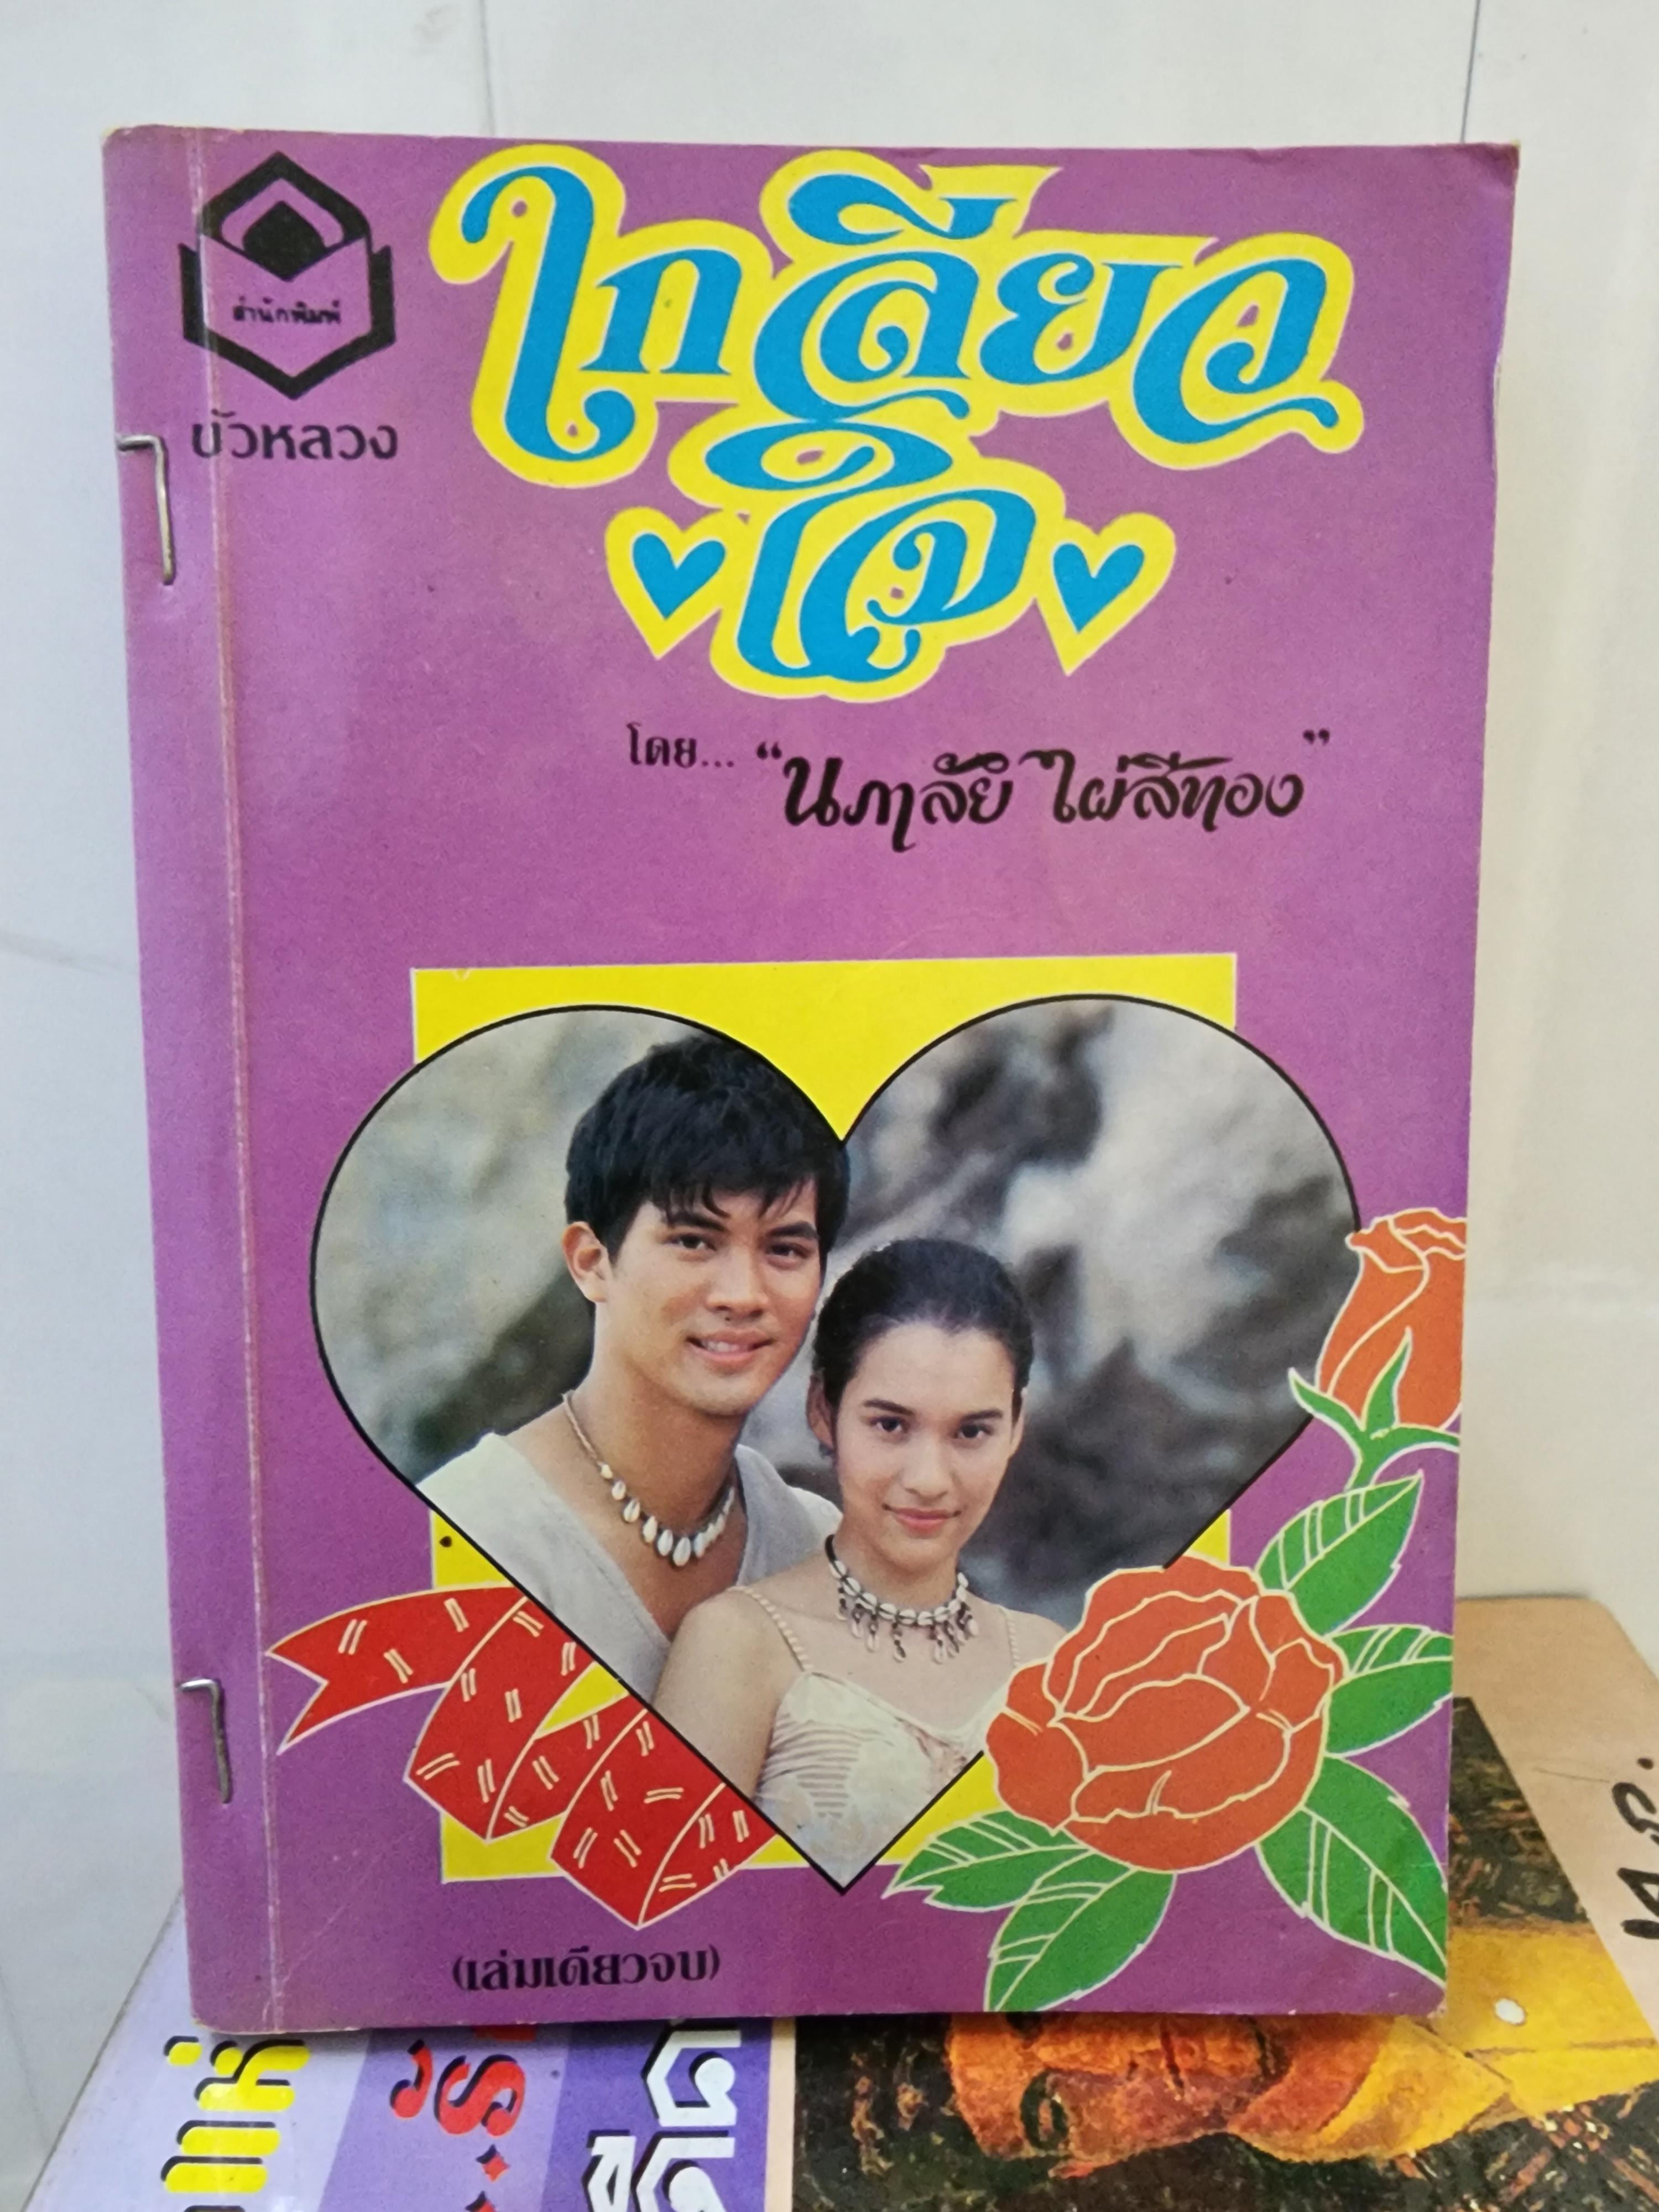 สำนักพิมพ์
บัวหลวง
เกลียว
ใจ
โดย... “นภาลัย ไผ่สีทอง”
(เล่มเดียวจบ)